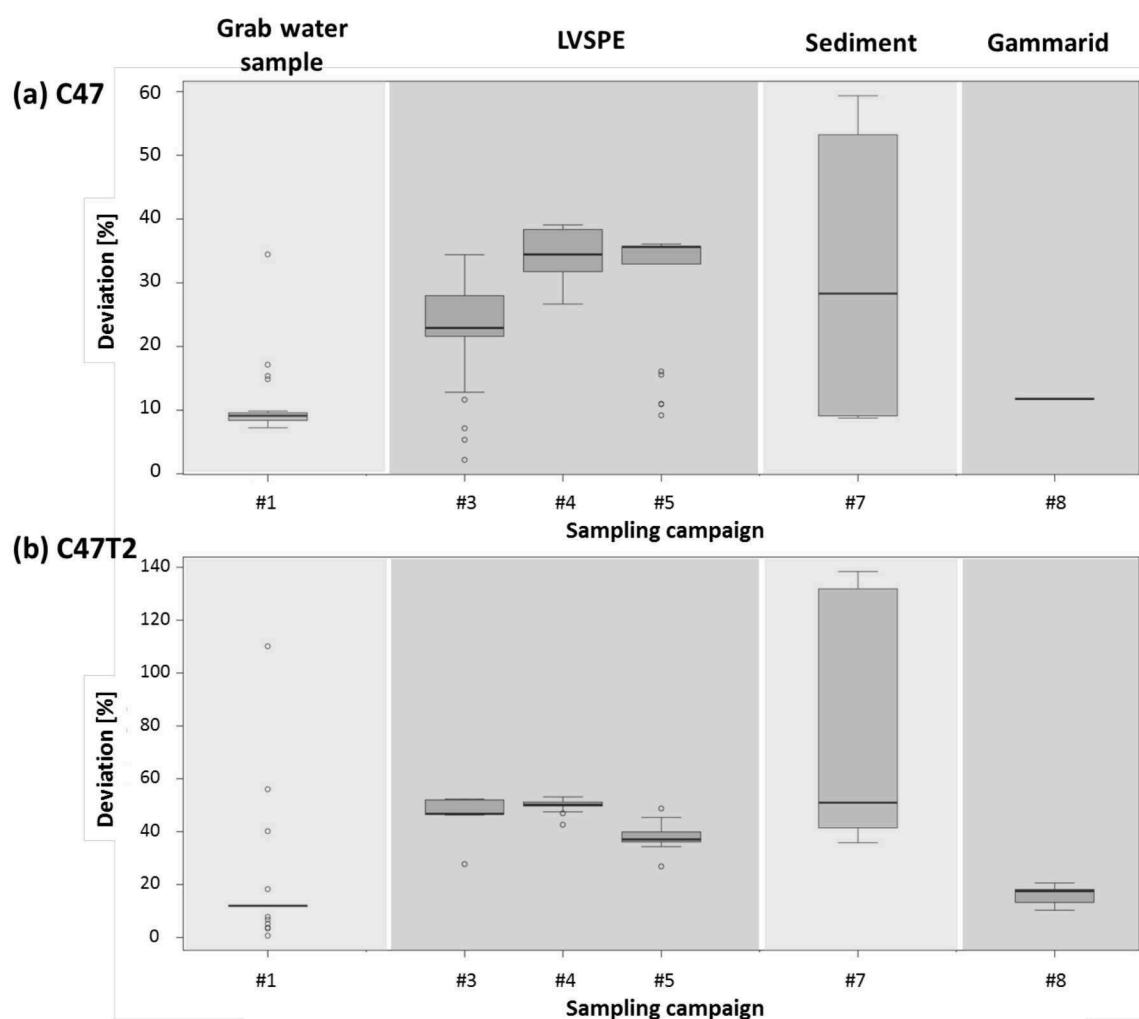 Grab water
sample
LVSPE
Sediment
Gammarid
(a) C47
Deviation [%]
60
50
40
30
20
10
0
#1
#3
#4
#5
#7
#8
Sampling campaign
(b) C47T2
Deviation [%]
140
120
100
80
60
40
20
0
#1
#3
#4
#5
#7
#8
Sampling campaign